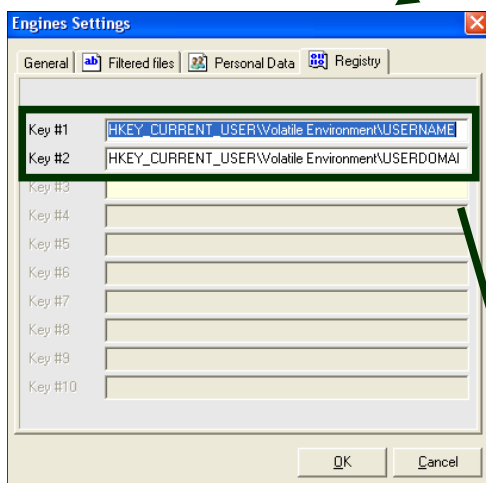 Engines Settings
General Filtered files Personal Data Registry
Key #1 HKEY_CURRENT_USER\Volatile Environment\USERNAME
Key #2 HKEY_CURRENT_USER\Volatile Environment\USERDOMAI
Key #3
Key #4
Key #5
Key #6
Key #7
Key #8
Key #9
Key #10
OK Cancel